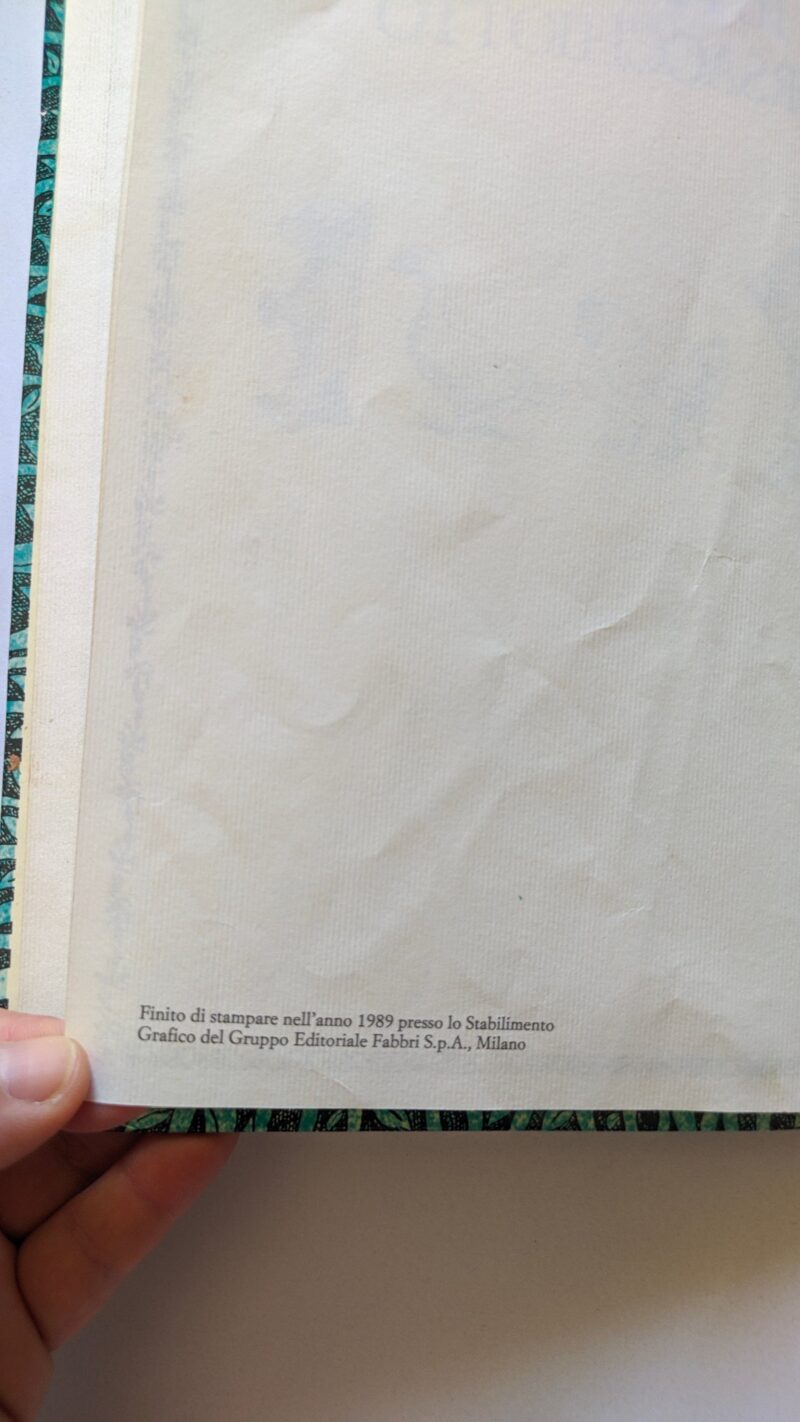 Finito di stampare nell'anno 1989 presso lo Stabilimento
Grafico del Gruppo Editoriale Fabbri S.p.A., Milano